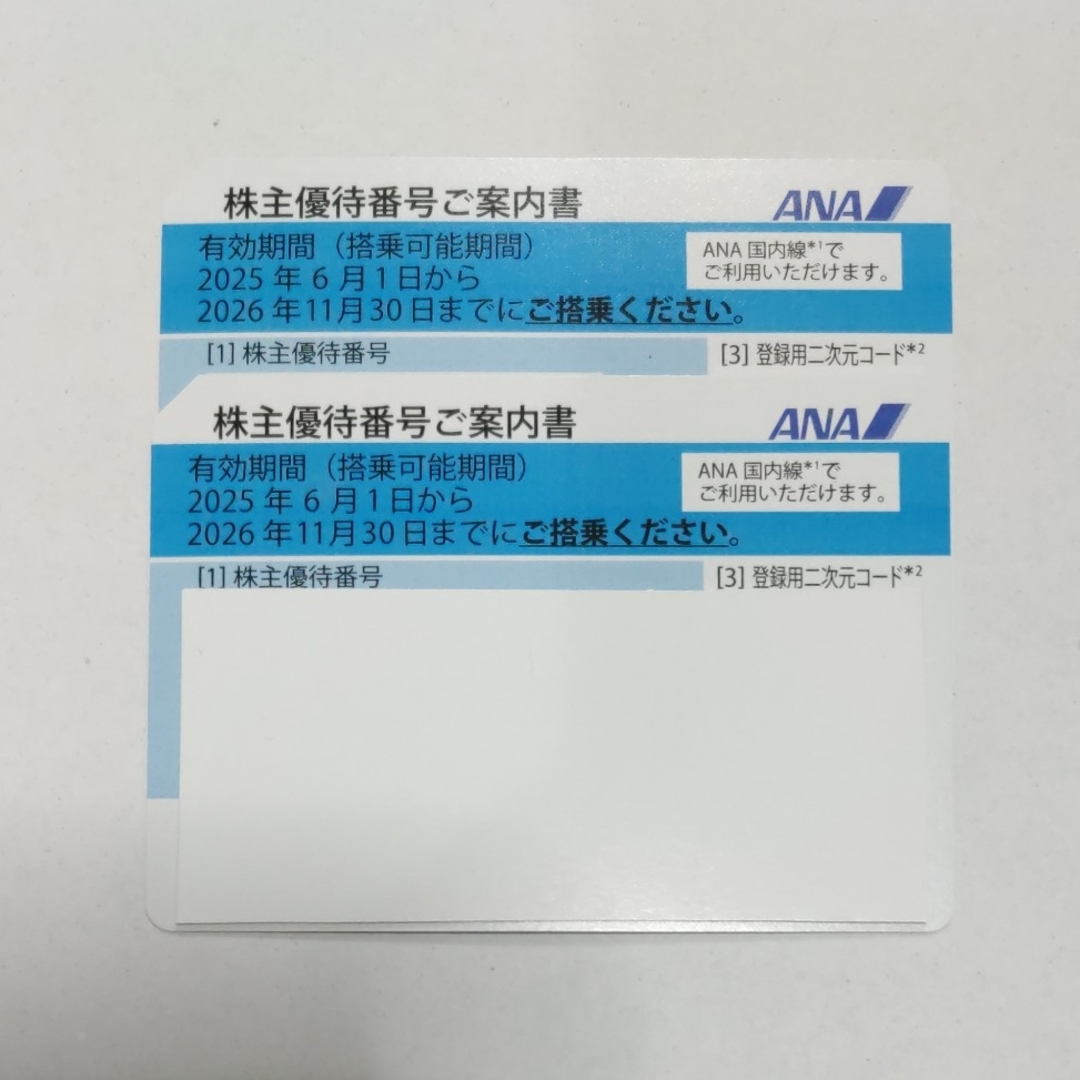 株主優待番号ご案内書
ANA
有効期間（搭乗可能期間）
2025年6月1日から
2026年11月30日までにご搭乗ください。
ANA国内線*1で
ご利用いただけます。
[1] 株主優待番号
[3] 登録用二次元コード*2
株主優待番号ご案内書
ANA
有効期間（搭乗可能期間）
2025年6月1日から
2026年11月30日までにご搭乗ください。
ANA国内線*1で
ご利用いただけます。
[1] 株主優待番号
[3] 登録用二次元コード*2